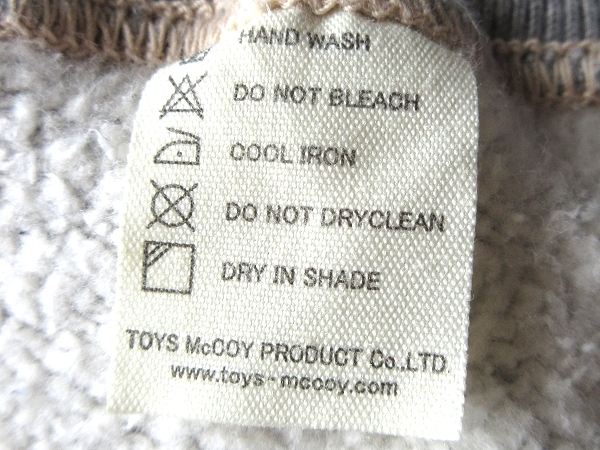 HAND WASH
DO NOT BLEACH
COOL IRON
DO NOT DRYCLEAN
DRY IN SHADE
TOYS McCOY PRODUCT Co.,LTD.
www.toys-mccoy.com